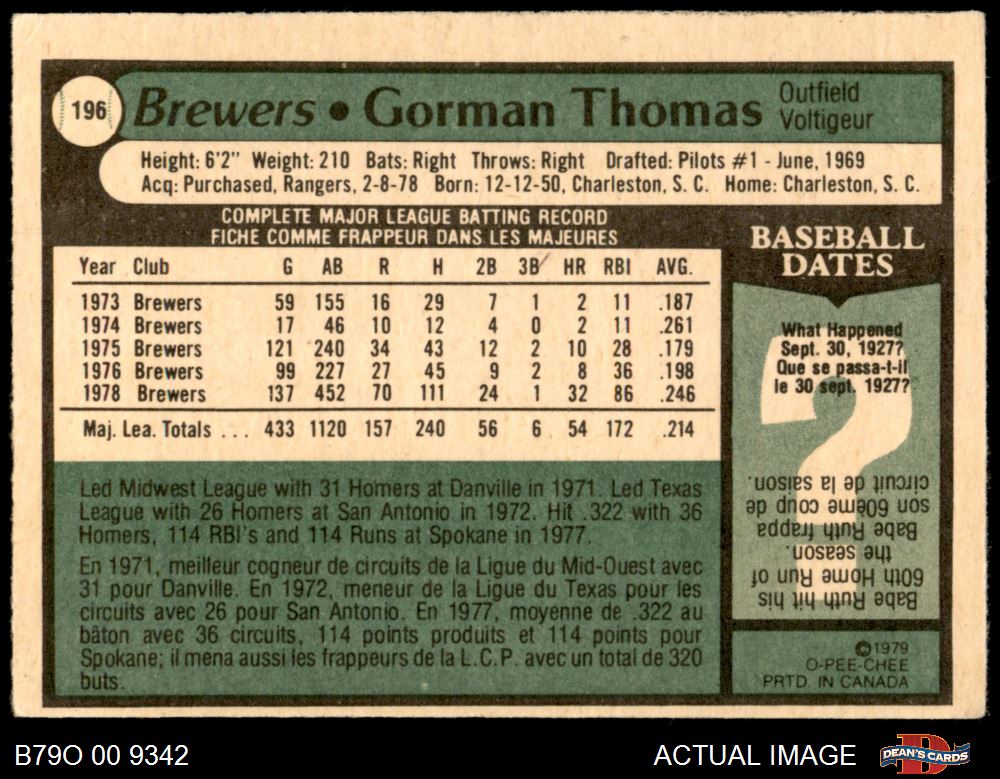 196 Brewers • Gorman Thomas Outfield
Voltigeur
Height: 6'2" Weight: 210 Bats: Right Throws: Right Drafted: Pilots #1 - June, 1969
Acq: Purchased, Rangers, 2-8-78 Born: 12-12-50, Charleston, S. C. Home: Charleston, S. C.
COMPLETE MAJOR LEAGUE BATTING RECORD
FICHE COMME FRAPPEUR DANS LES MAJEURES
Year Club G AB R H 2B 3B HR RBI AVG.
1973 Brewers 59 155 16 29 7 1 2 11 .187
1974 Brewers 17 46 10 12 4 0 2 11 .261
1975 Brewers 121 240 34 43 12 2 10 28 .179
1976 Brewers 99 227 27 45 9 2 8 36 .198
1978 Brewers 137 452 70 111 24 1 32 86 .246
Maj. Lea. Totals ... 433 1120 157 240 56 6 54 172 .214
Led Midwest League with 31 Homers at Danville in 1971. Led Texas
League with 26 Homers at San Antonio in 1972. Hit .322 with 36
Homers, 114 RBI's and 114 Runs at Spokane in 1977.
En 1971, meilleur cogneur de circuits de la Ligue du Mid-Ouest avec
31 pour Danville. En 1972, meneur de la Ligue du Texas pour les
circuits avec 26 pour San Antonio. En 1977, moyenne de .322 au
bâton avec 36 circuits, 114 points produits et 114 points pour
Spokane; il mena aussi les frappeurs de la L.C.P. avec un total de 320
buts.
BASEBALL
DATES
What Happened
Sept. 30, 1927?
Que se passa-t-il
le 30 sept. 1927?
Babe Ruth hit his
60th Home Run of
the season.
Babe Ruth frappa
son 60ème coup de
circuit de la saison.
©1979
O-PEE-CHEE
PRTD. IN CANADA
B79O 00 9342 ACTUAL IMAGE DEAN'S CARDS